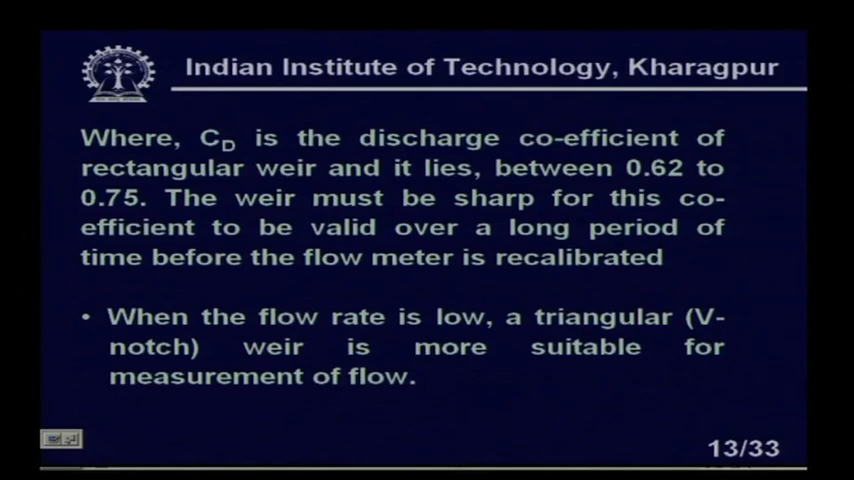 Indian Institute of Technology, Kharagpur
Where, CD is the discharge co-efficient of
rectangular weir and it lies, between 0.62 to
0.75. The weir must be sharp for this co-
efficient to be valid over a long period of
time before the flow meter is recalibrated
• When the flow rate is low, a triangular (V-
notch) weir is more suitable for
measurement of flow.
13/33